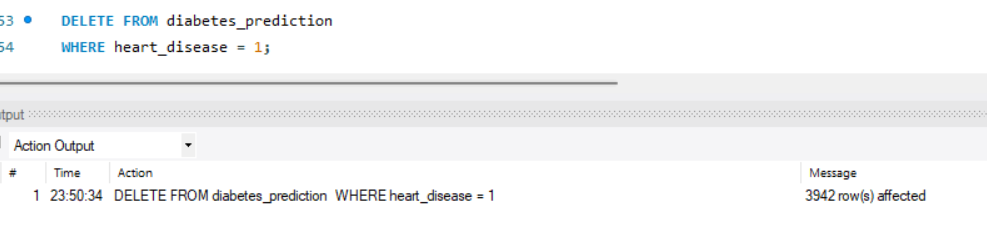 53 DELETE FROM diabetes_prediction
54 WHERE heart_disease = 1;
utput
Action Output
# Time Action Message
1 23:50:34 DELETE FROM diabetes_prediction WHERE heart_disease = 1 3942 row(s) affected